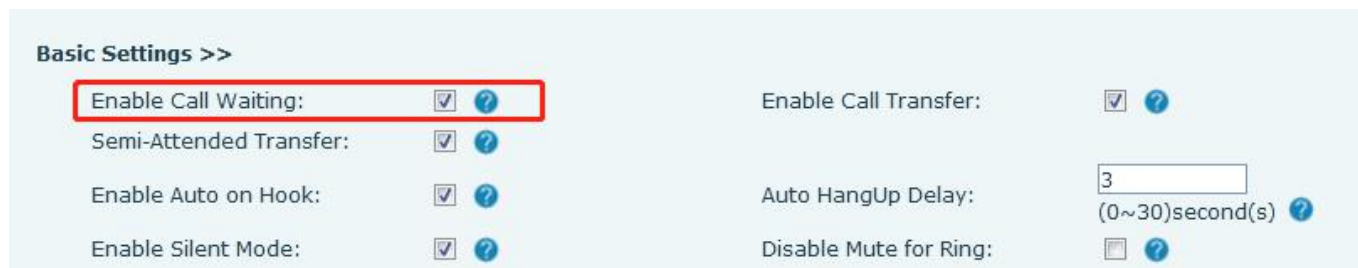 Basic Settings >>
Enable Call Waiting: Enable Call Transfer:
Semi-Attended Transfer:
Enable Auto on Hook: Auto HangUp Delay: 3
(0~30)second(s)
Enable Silent Mode: Disable Mute for Ring: